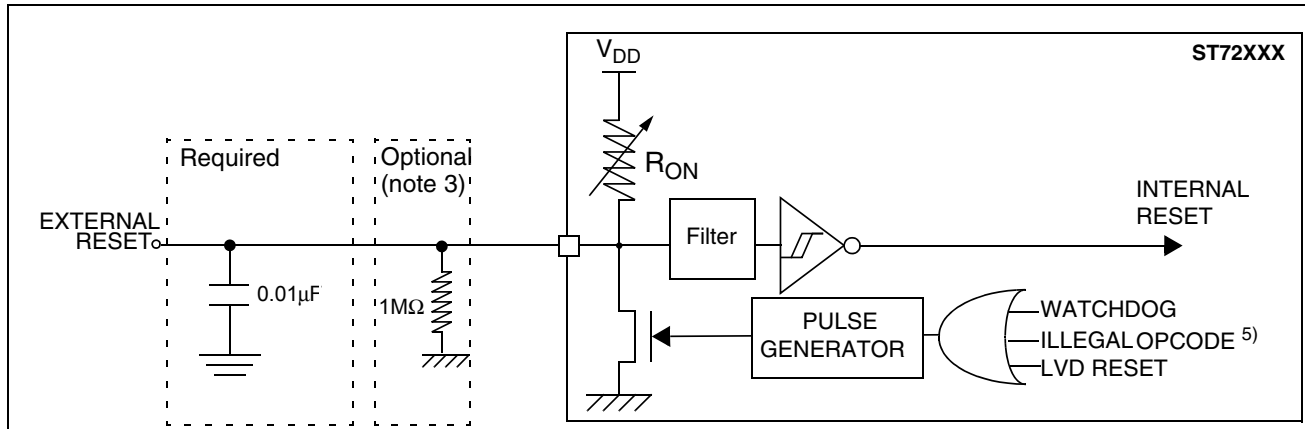 ST72XXX
VDD
Required
Optional
(note 3)
RON
INTERNAL
RESET
EXTERNAL
RESET
Filter
0.01μF
1MΩ
PULSE
GENERATOR
WATCHDOG
ILLEGAL OPCODE 5)
LVD RESET